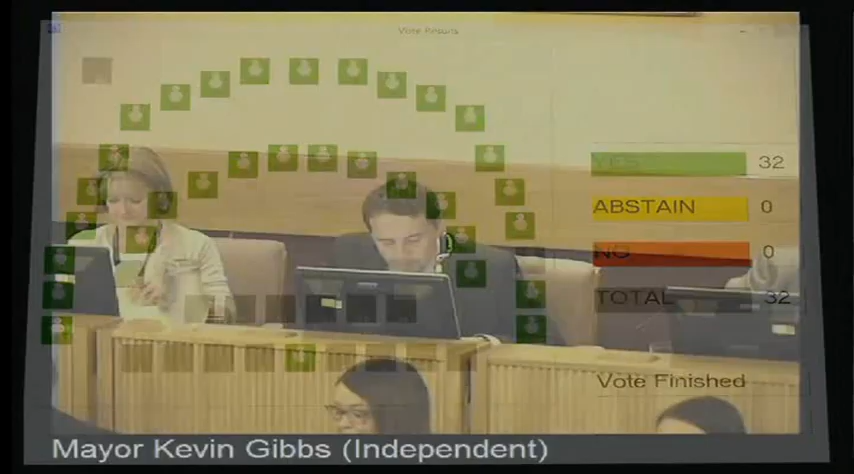 Vote Results
YES 32
ABSTAIN 0
NO 0
TOTAL 32
Vote Finished
Mayor Kevin Gibbs (Independent)